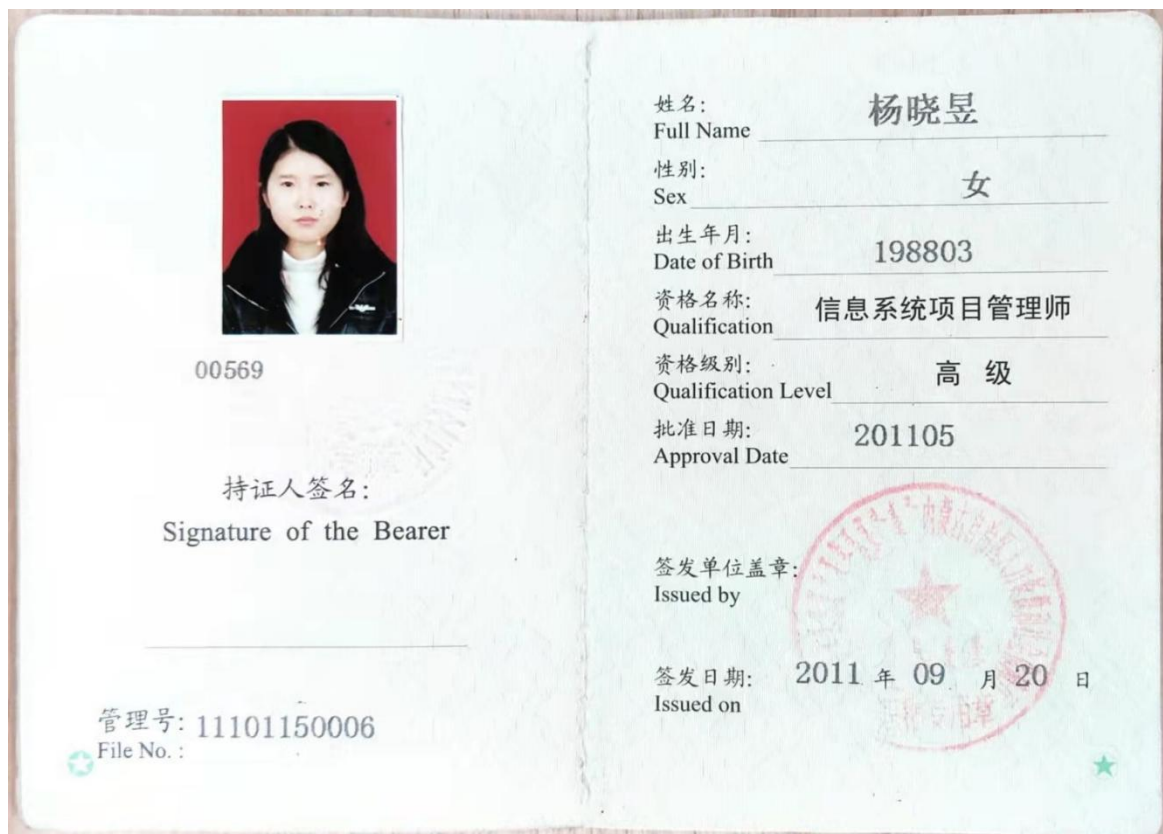 00569
持证人签名:
Signature of the Bearer
管理号: 11101150006
File No. :
姓名: 杨晓昱
Full Name
性别: 女
Sex
出生年月: 198803
Date of Birth
资格名称: 信息系统项目管理师
Qualification
资格级别: 高 级
Qualification Level
批准日期: 201105
Approval Date
签发单位盖章:
Issued by
签发日期: 2011 年 09 月 20 日
Issued on